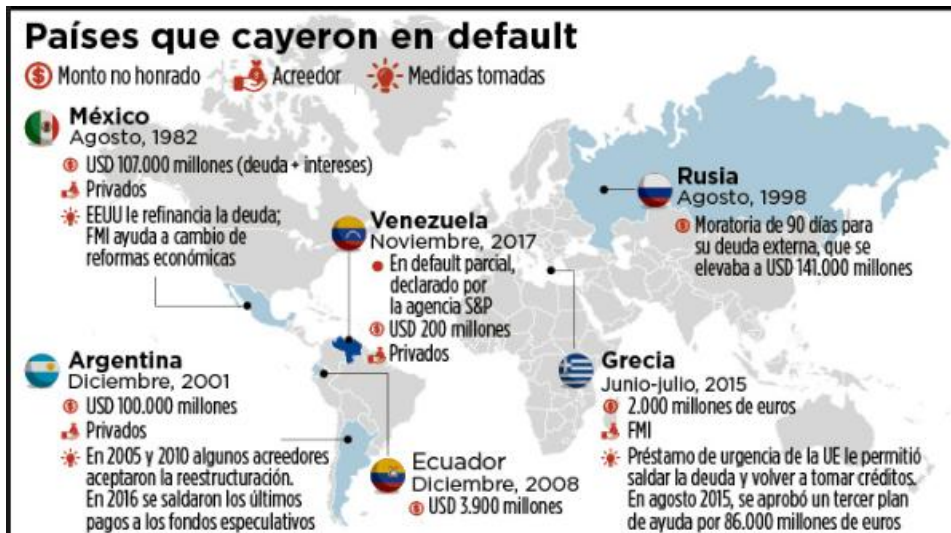 Países que cayeron en default
Monto no honrado Acreedor Medidas tomadas
México
Agosto, 1982
USD 107.000 millones (deuda + intereses)
Privados
EEUU le refinancia la deuda;
FMI ayuda a cambio de
reformas económicas
Venezuela
Noviembre, 2017
En default parcial,
declarado por
la agencia S&P
USD 200 millones
Privados
Rusia
Agosto, 1998
Moratoria de 90 días para
su deuda externa, que se
elevaba a USD 141.000 millones
Argentina
Diciembre, 2001
USD 100.000 millones
Privados
En 2005 y 2010 algunos acreedores
aceptaron la reestructuración.
En 2016 se saldaron los últimos
pagos a los fondos especulativos
Ecuador
Diciembre, 2008
USD 3.900 millones
Grecia
Junio-julio, 2015
2.000 millones de euros
FMI
Préstamo de urgencia de la UE le permitió
saldar la deuda y volver a tomar créditos.
En agosto 2015, se aprobó un tercer plan
de ayuda por 86.000 millones de euros